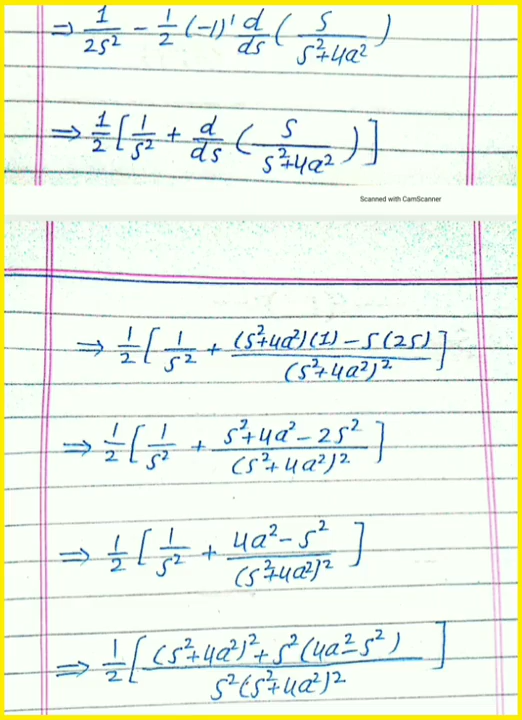 ⇒ 1/2s² - 1/2 (-1)' d/ds ( s/s²+4a² )
⇒ 1/2 [ 1/s² + d/ds ( s/s²+4a² ) ]
Scanned with CamScanner
⇒ 1/2 [ 1/s² + (s²+4a²)(1) - s(2s)/(s²+4a²)² ]
⇒ 1/2 [ 1/s² + s²+4a²-2s²/(s²+4a²)² ]
⇒ 1/2 [ 1/s² + 4a²-s²/(s²+4a²)² ]
⇒ 1/2 [ (s²+4a²)²+s²(4a²-s²)/s²(s²+4a²)² ]